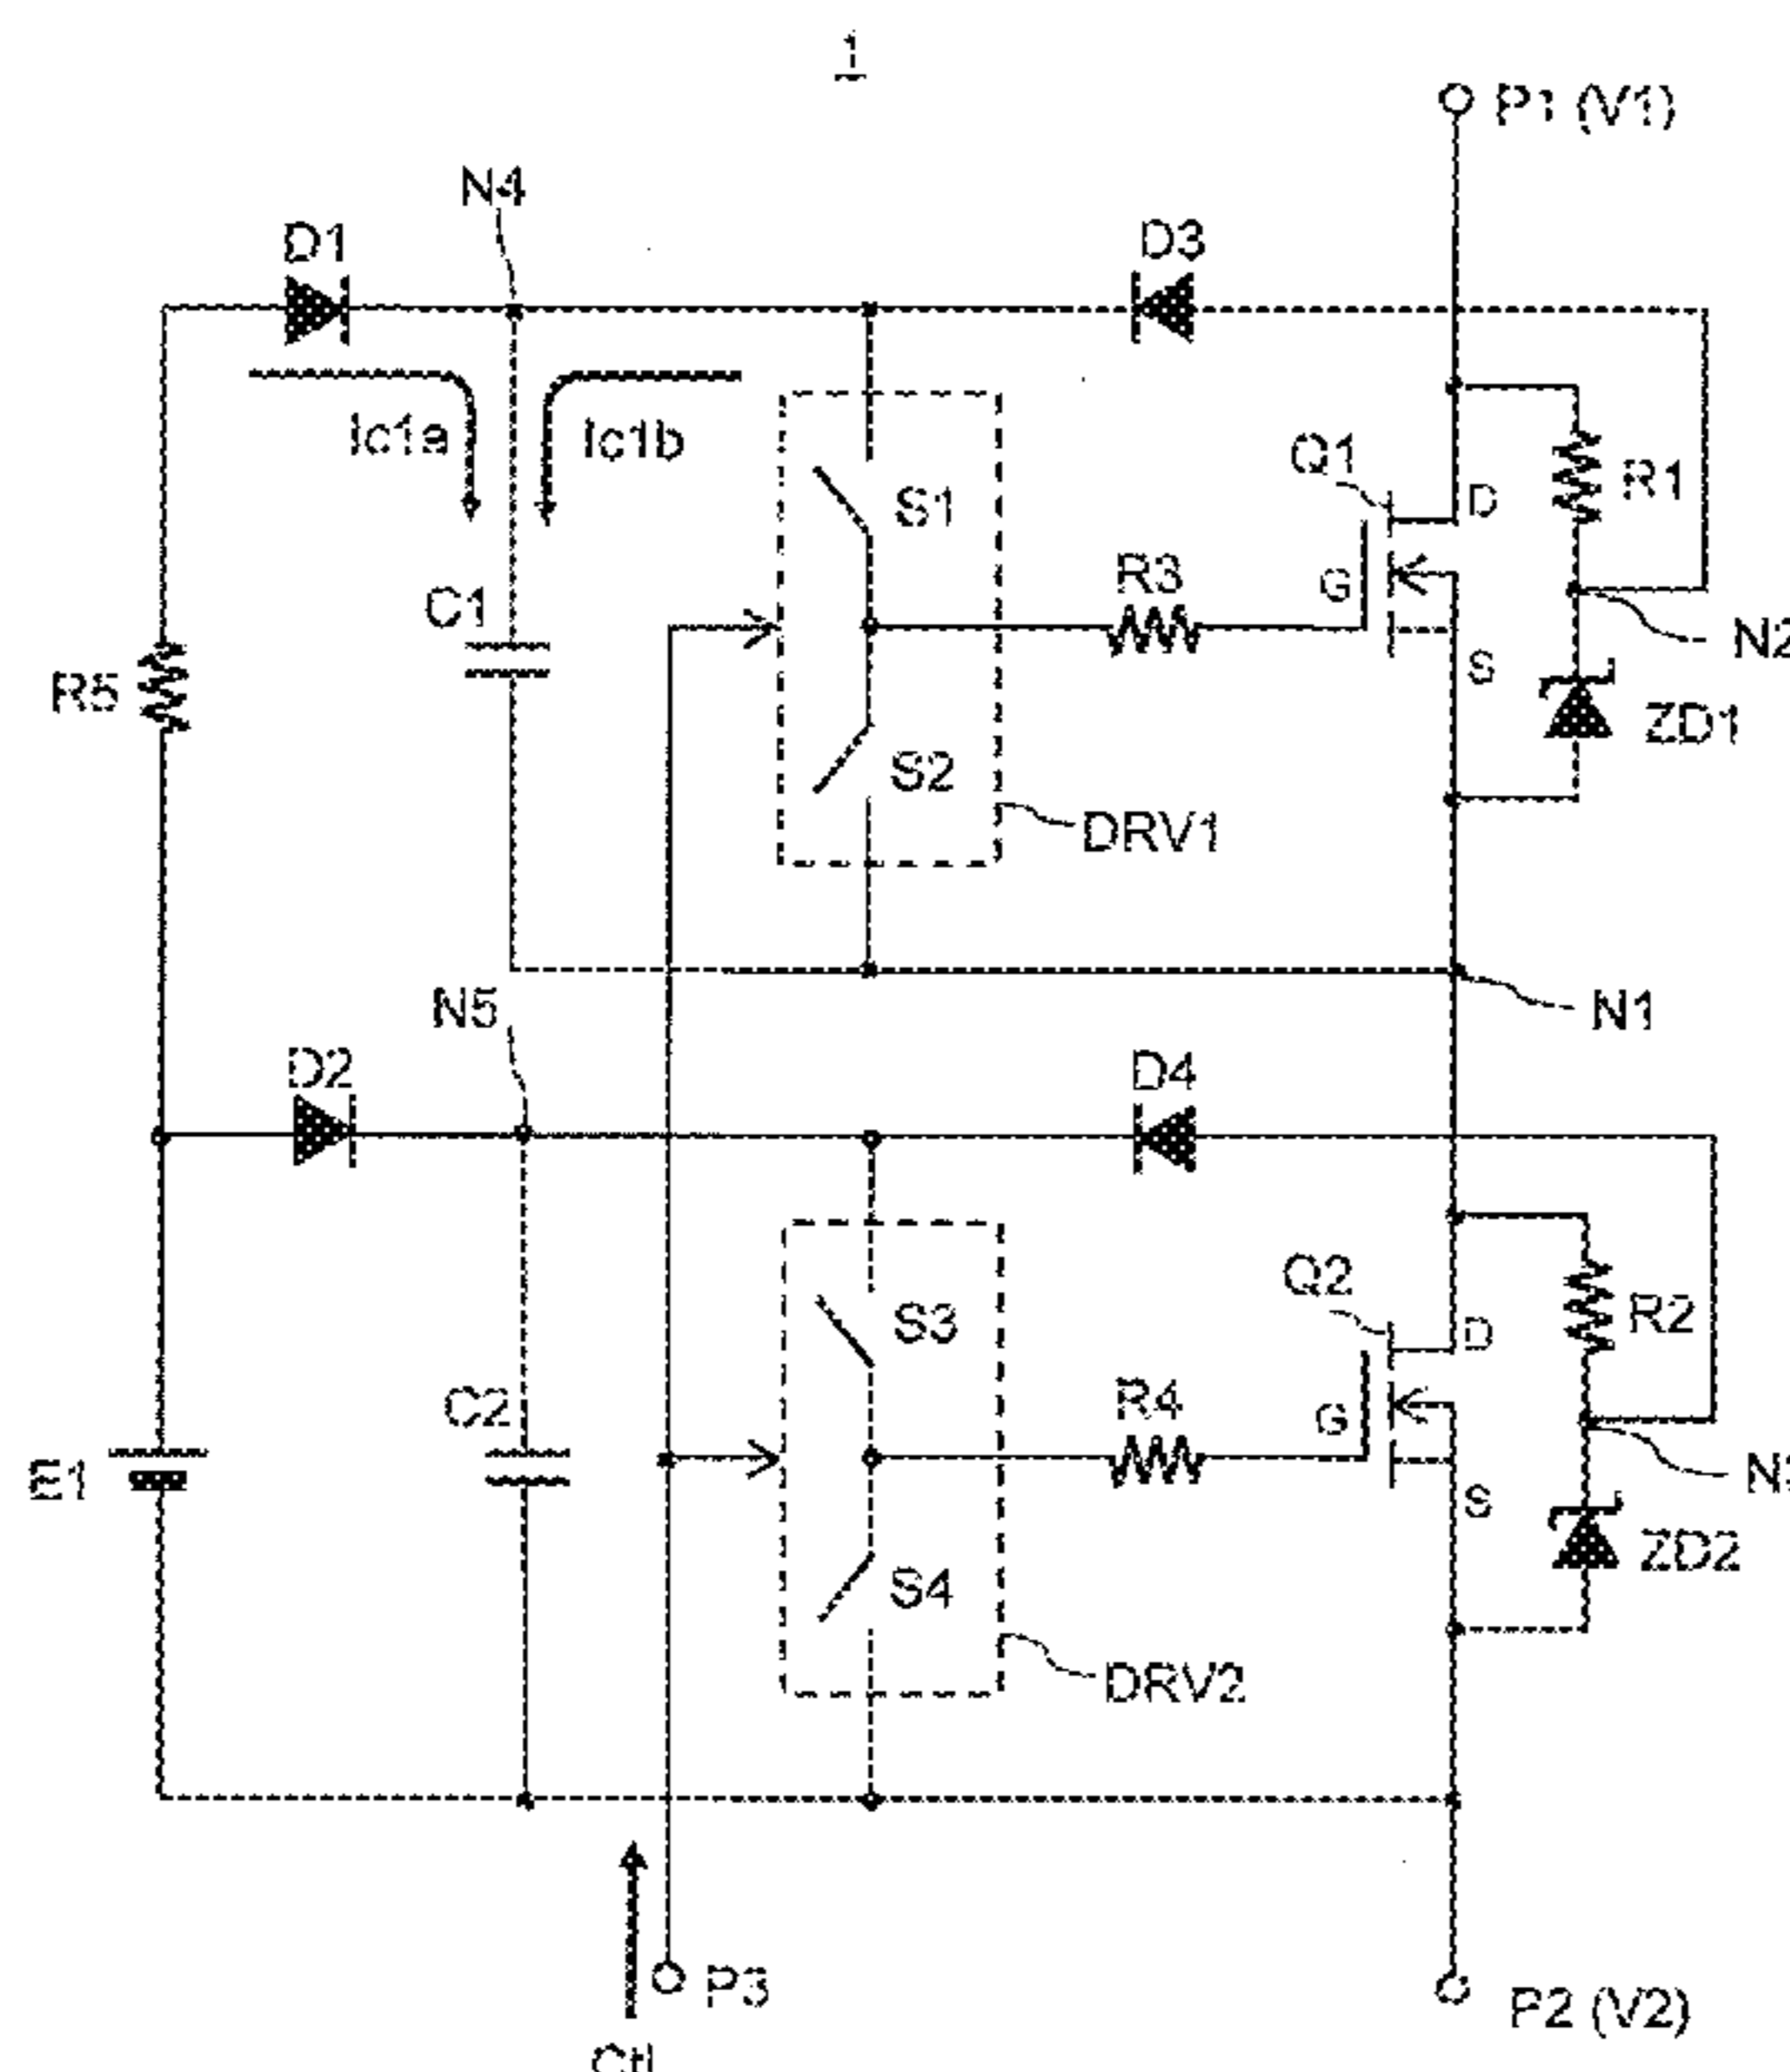 1
P1 (V1)
N4
D1
D3
Ic1a
Ic1b
Q1
D
R1
S1
C1
R3
G
N2
S
R5
ZD1
S2
DRV1
N5
N1
D2
D4
Q2
D
R2
S3
C2
R4
G
E1
S
ZD2
S4
DRV2
P3
P2 (V2)